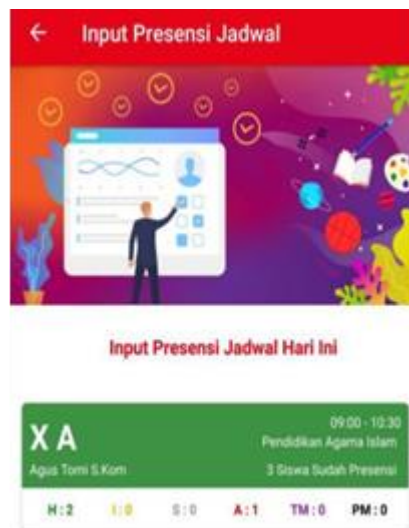 Input Presensi Jadwal
Input Presensi Jadwal Hari Ini
09:00 - 10:30
X A
Pendidikan Agama Islam
Agus Tomi S.Kom
3 Siswa Sudah Presensi
H:2 I:0 S:0 A:1 TM:0 PM:0